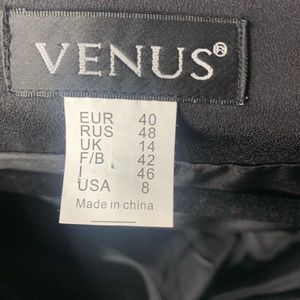 VENUS®
EUR 40
RUS 48
UK 14
F/B 42
I 46
USA 8
Made in china